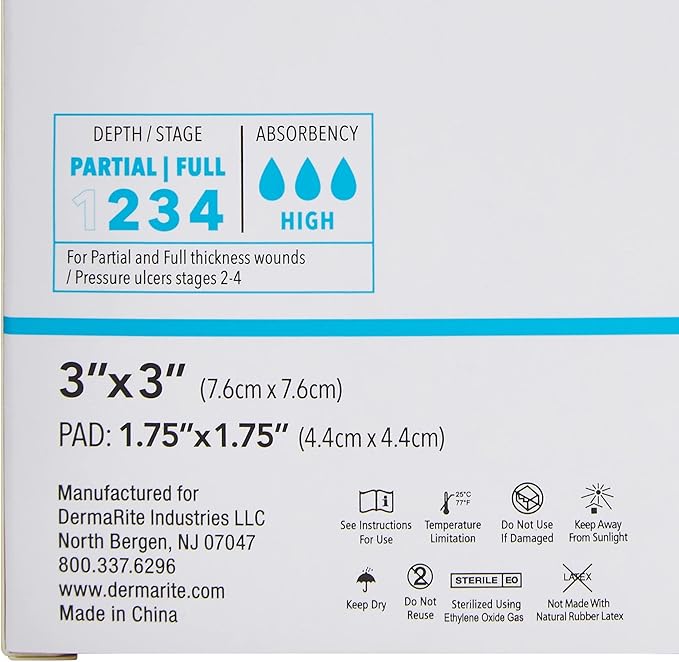 DEPTH / STAGE
PARTIAL | FULL
1234
ABSORBENCY
HIGH
For Partial and Full thickness wounds
/ Pressure ulcers stages 2-4
3"x3" (7.6cm x 7.6cm)
PAD: 1.75"x1.75" (4.4cm x 4.4cm)
Manufactured for
DermaRite Industries LLC
North Bergen, NJ 07047
800.337.6296
www.dermarite.com
Made in China
i
See Instructions
For Use
25°C
77°F
Temperature
Limitation
Do Not Use
If Damaged
Keep Away
From Sunlight
Keep Dry
2
Do Not
Reuse
STERILE EO
Sterilized Using
Ethylene Oxide Gas
LATEX
Not Made With
Natural Rubber Latex